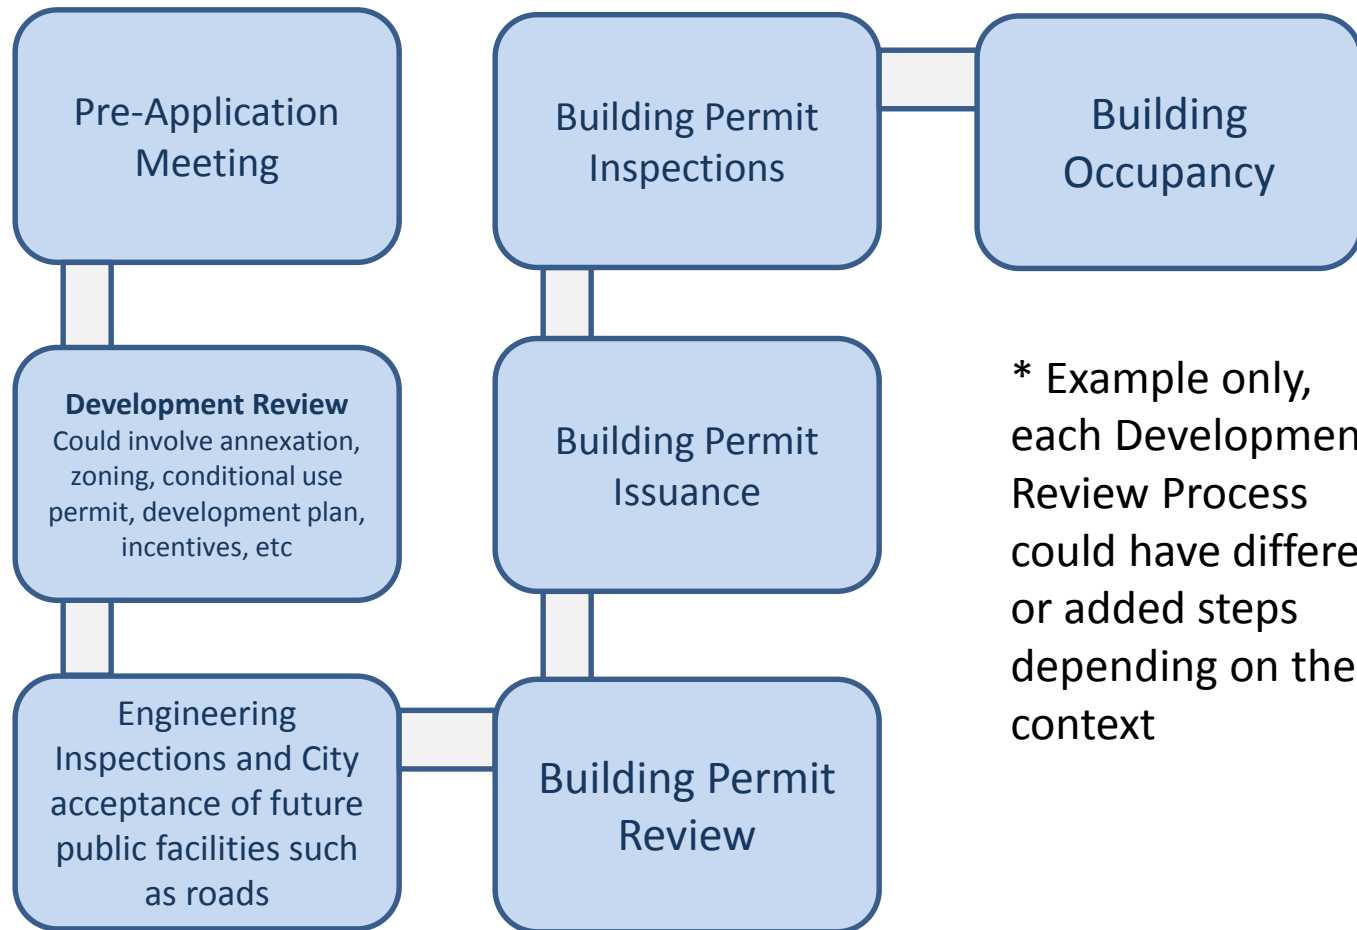 Pre-Application
Meeting
Development Review
Could involve annexation,
zoning, conditional use
permit, development plan,
incentives, etc
Engineering
Inspections and City
acceptance of future
public facilities such
as roads
Building Permit
Review
Building Permit
Issuance
Building Permit
Inspections
Building
Occupancy
* Example only,
each Developmen
Review Process
could have differe
or added steps
depending on the
context